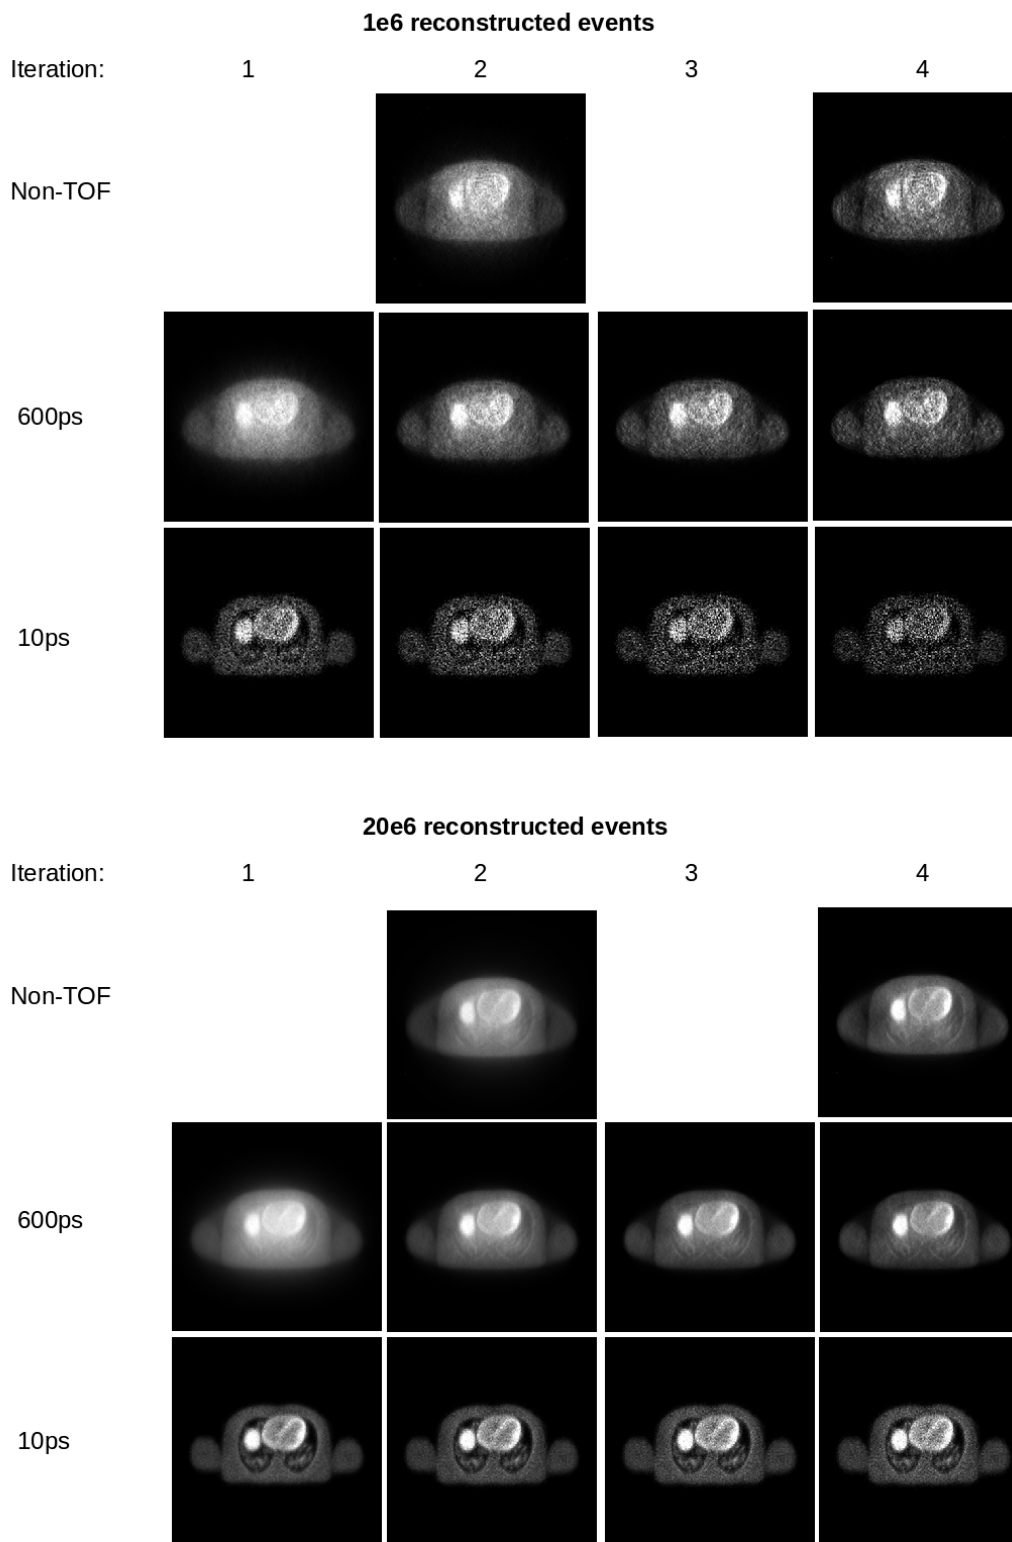 1e6 reconstructed events
Iteration: 1 2 3 4
Non-TOF
600ps
10ps
20e6 reconstructed events
Iteration: 1 2 3 4
Non-TOF
600ps
10ps